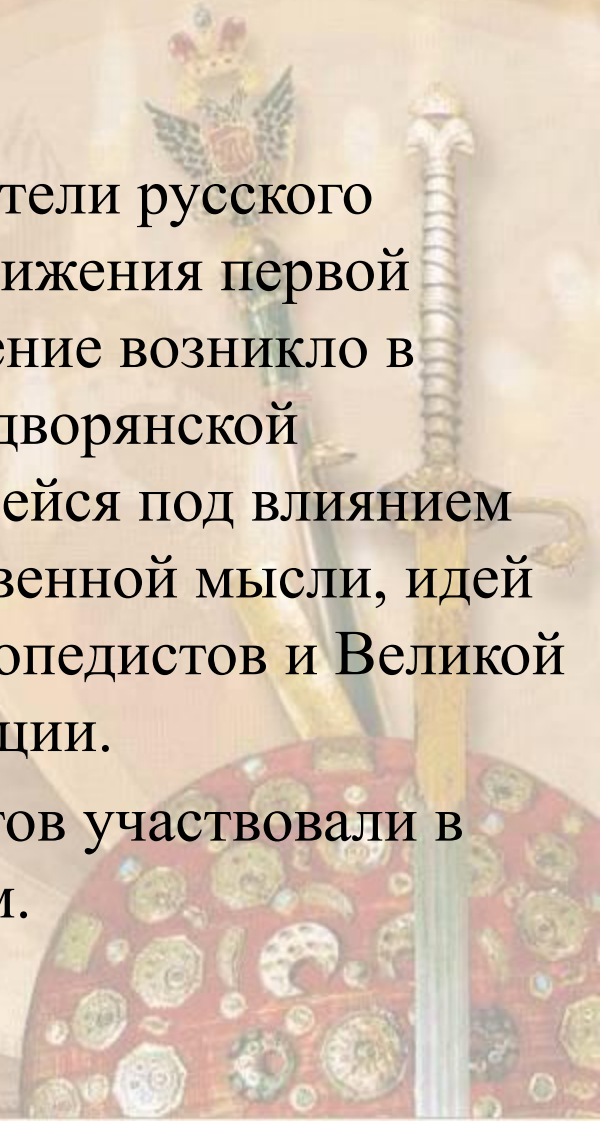 тели русского
ижения первой
ение возникло в
дворянской
ейся под влиянием
венной мысли, идей
опедистов и Великой
ции.
тов участвовали в
м.